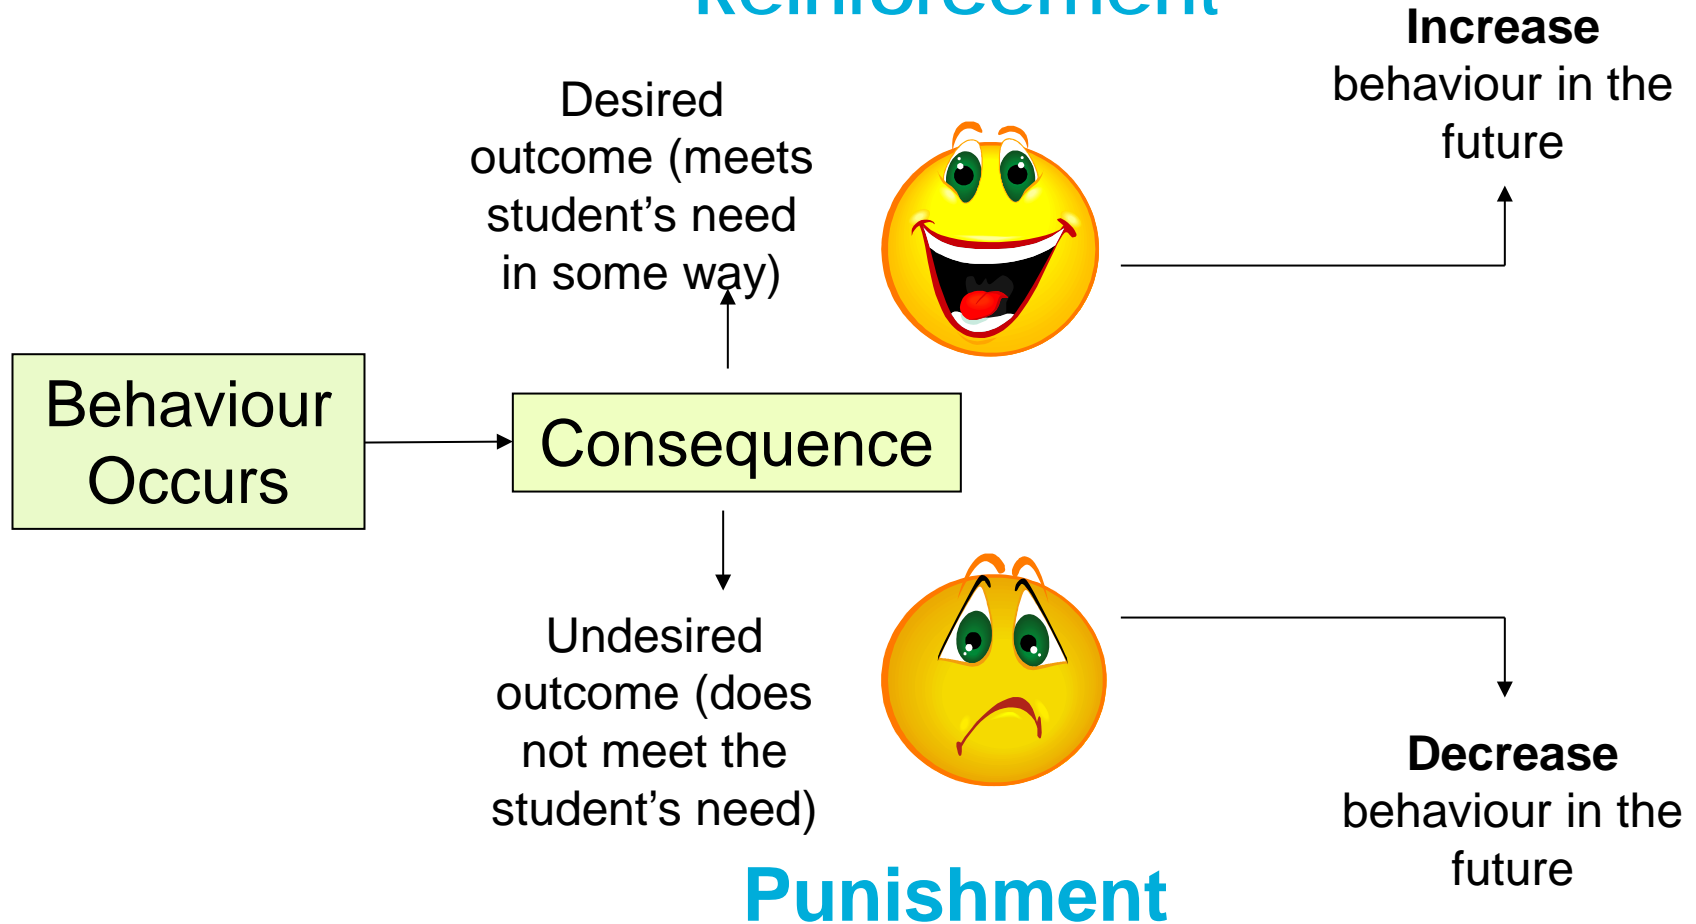 Reinforcement
Increase
behaviour in the
future
Desired
outcome (meets
student’s need
in some way)
Behaviour
Occurs
Consequence
Undesired
outcome (does
not meet the
student’s need)
Decrease
behaviour in the
future
Punishment